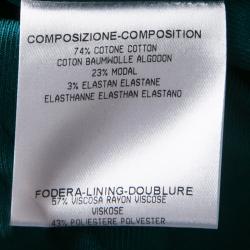 COMPOSIZIONE-COMPOSITION
74% COTONE COTTON
COTON BAUMWOLLE ALGODON
23% MODAL
3% ELASTAN ELASTANE
ELASTHANNE ELASTHAN ELASTANO
FODERA-LINING-DOUBLURE
57% VISCOSA RAYON VISCOSE
VISKOSE
43% POLIESTERE POLYESTER